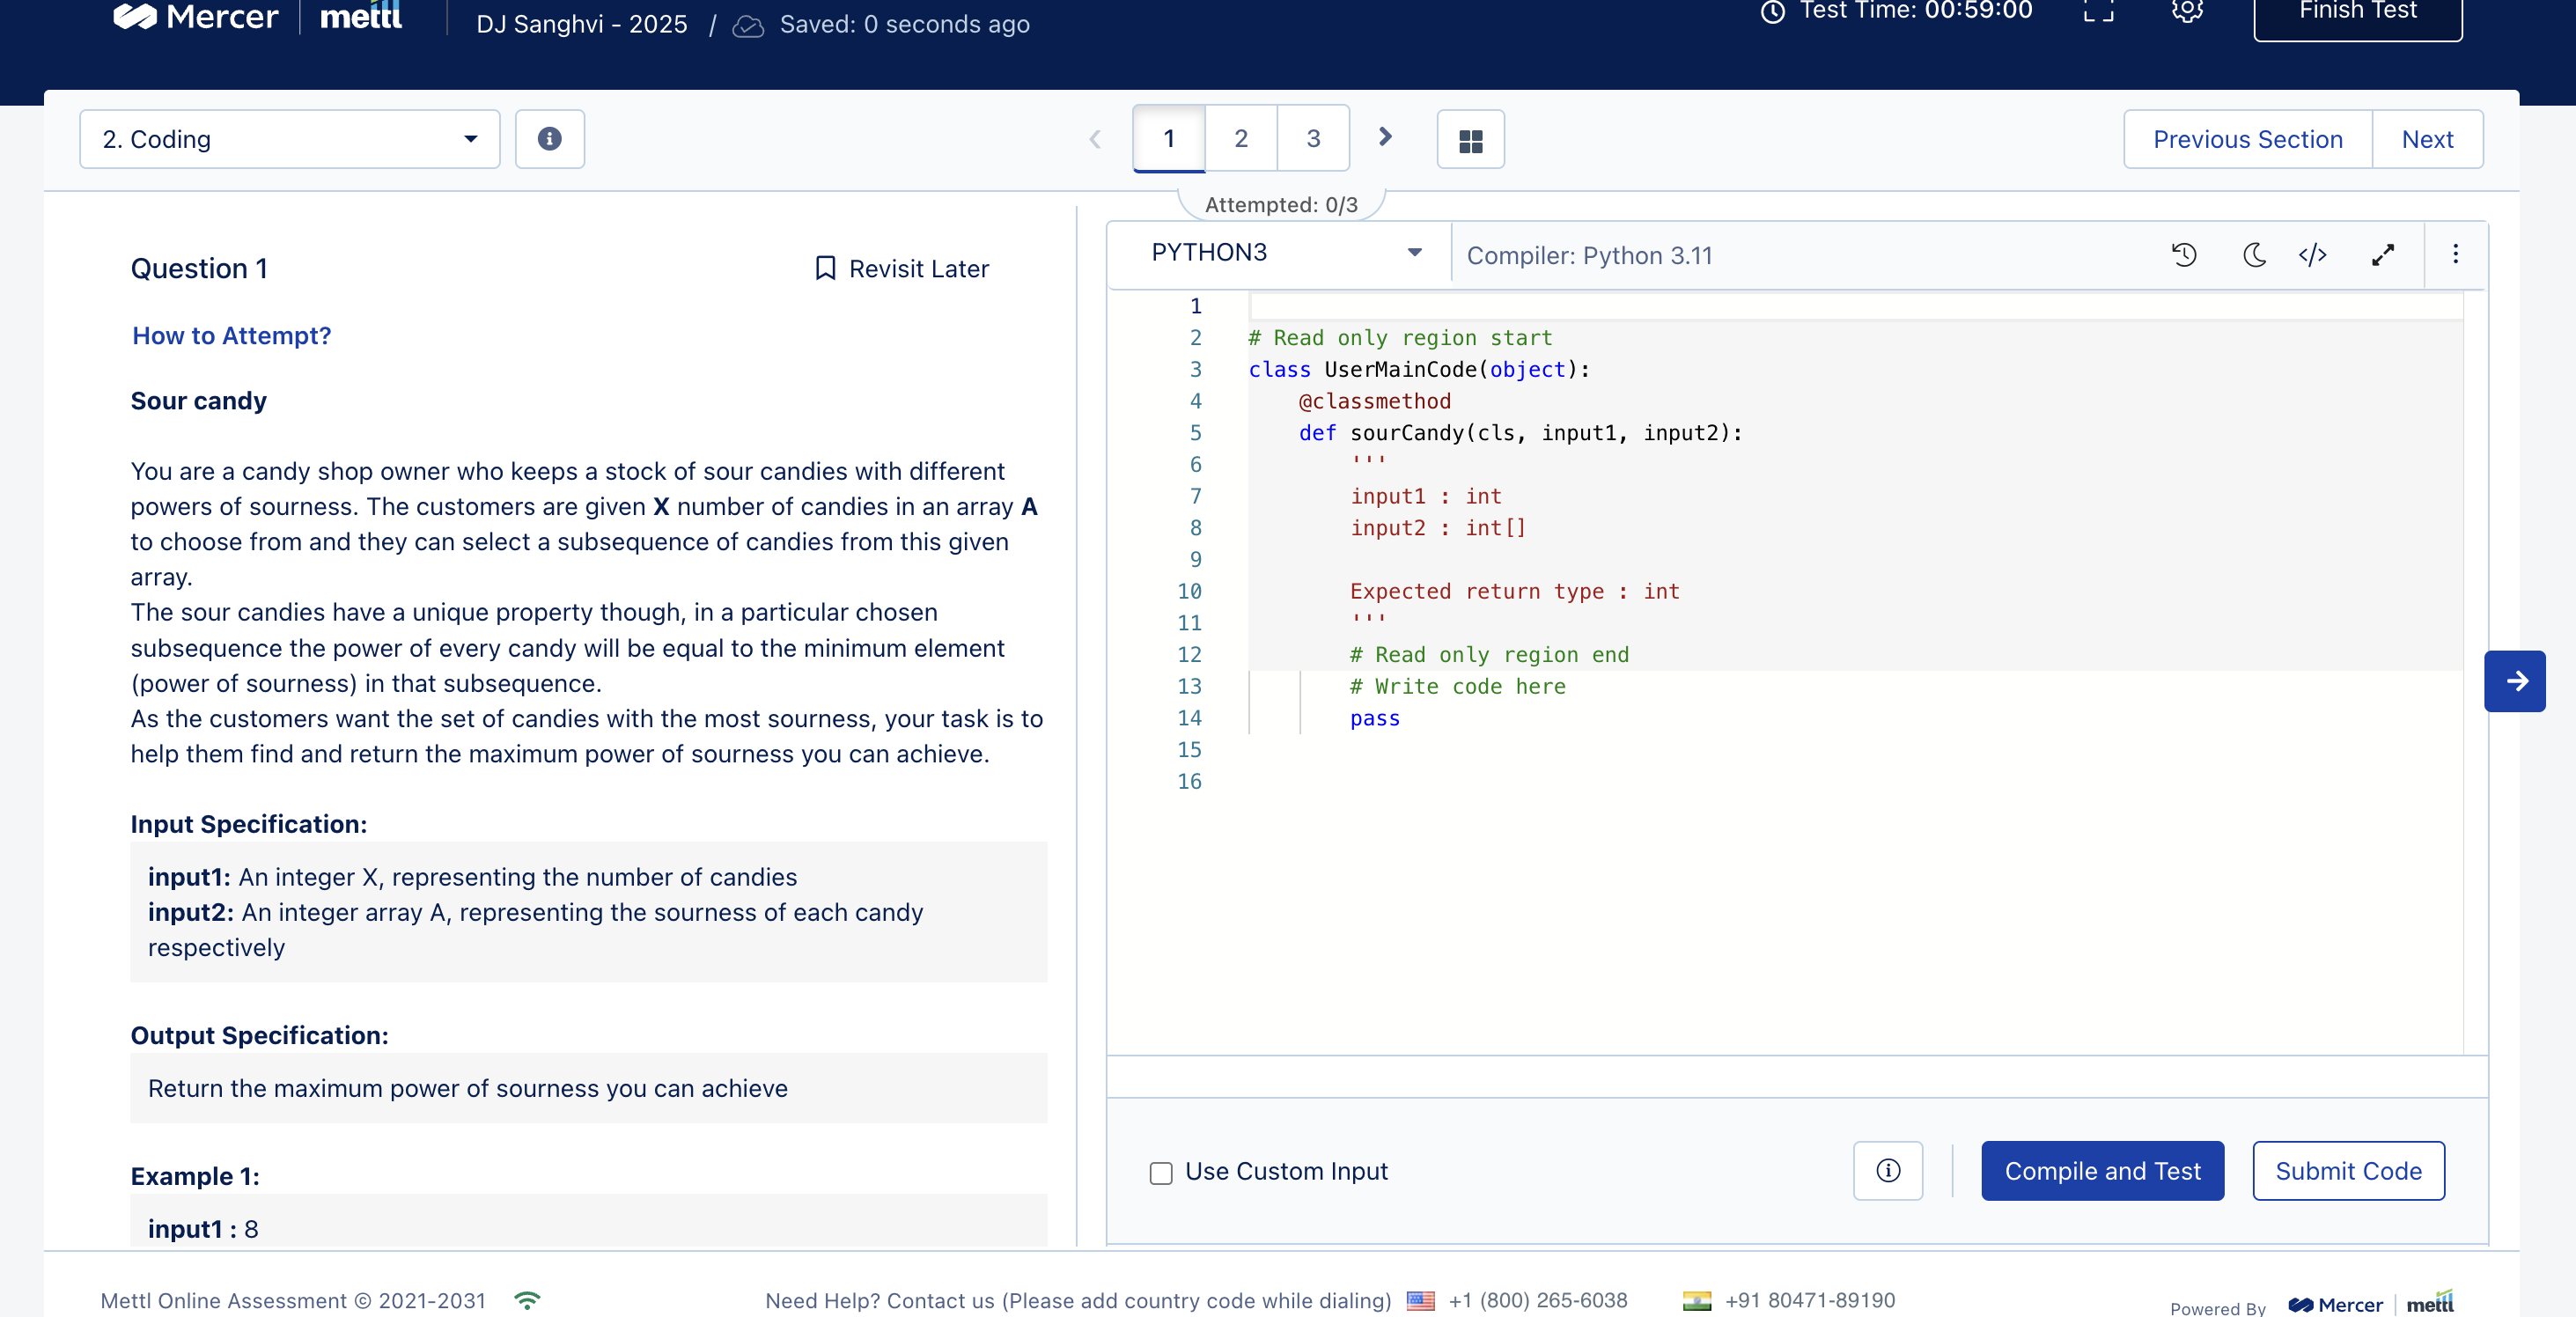 Mercer mettl
DJ Sanghvi - 2025 / Saved: 0 seconds ago
Test Time: 00:59:00
Finish Test
2. Coding
1 2 3
Previous Section Next
Attempted: 0/3
Question 1
Revisit Later
How to Attempt?
Sour candy
You are a candy shop owner who keeps a stock of sour candies with different
powers of sourness. The customers are given X number of candies in an array A
to choose from and they can select a subsequence of candies from this given
array.
The sour candies have a unique property though, in a particular chosen
subsequence the power of every candy will be equal to the minimum element
(power of sourness) in that subsequence.
As the customers want the set of candies with the most sourness, your task is to
help them find and return the maximum power of sourness you can achieve.
Input Specification:
input1: An integer X, representing the number of candies
input2: An integer array A, representing the sourness of each candy
respectively
Output Specification:
Return the maximum power of sourness you can achieve
Example 1:
input1 : 8
PYTHON3
Compiler: Python 3.11
</>
1
2 # Read only region start
3 class UserMainCode(object):
4     @classmethod
5     def sourCandy(cls, input1, input2):
6         '''
7         input1 : int
8         input2 : int[]
9
10         Expected return type : int
11         '''
12         # Read only region end
13         # Write code here
14         pass
15
16
Use Custom Input
Compile and Test
Submit Code
Mettl Online Assessment © 2021-2031
Need Help? Contact us (Please add country code while dialing) +1 (800) 265-6038 +91 80471-89190
Powered By Mercer mettl